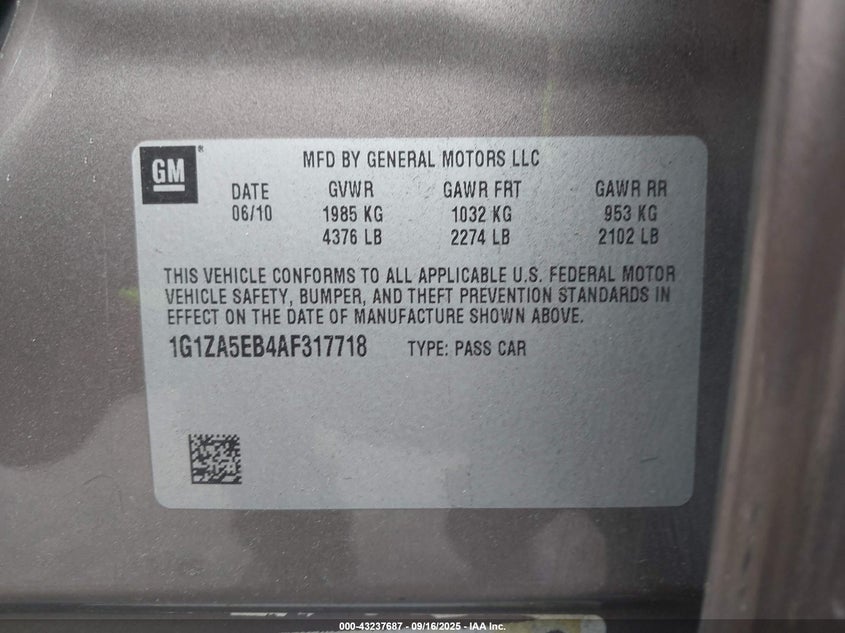 GM®
MFD BY GENERAL MOTORS LLC
DATE GVWR GAWR FRT GAWR RR
06/10 1985 KG 1032 KG 953 KG
4376 LB 2274 LB 2102 LB
THIS VEHICLE CONFORMS TO ALL APPLICABLE U.S. FEDERAL MOTOR
VEHICLE SAFETY, BUMPER, AND THEFT PREVENTION STANDARDS IN
EFFECT ON THE DATE OF MANUFACTURE SHOWN ABOVE.
1G1ZA5EB4AF317718 TYPE: PASS CAR
000-43237687 - 09/16/2025 - IAA Inc.